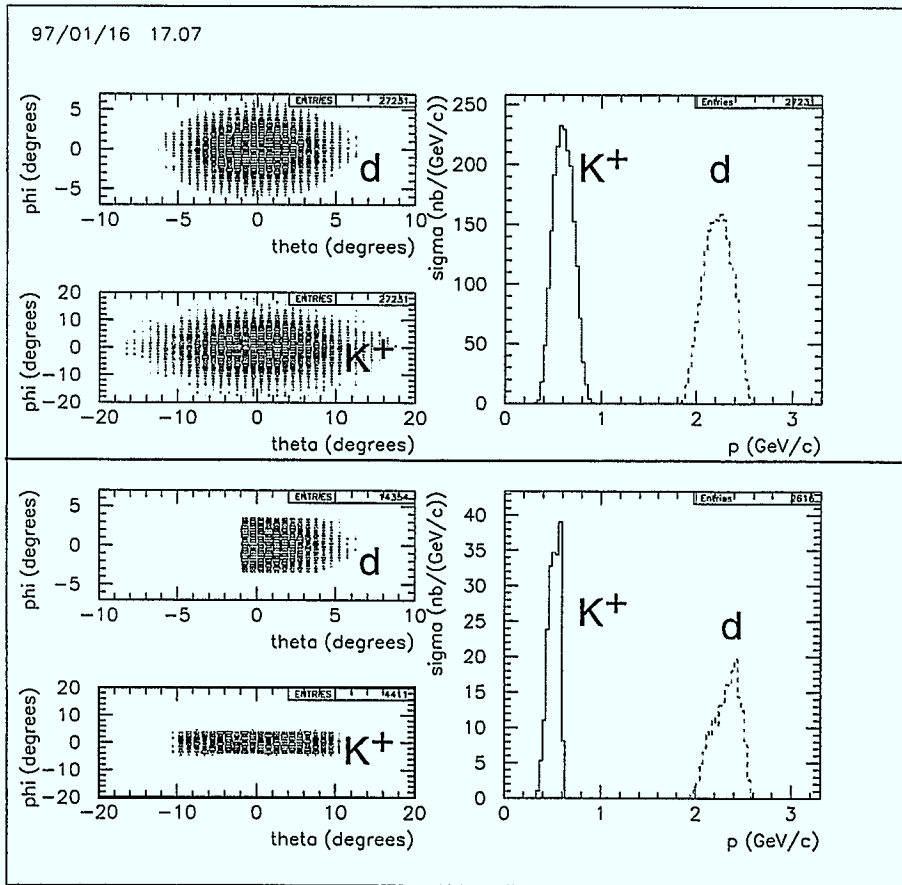 97/01/16 17.07
ENTRIES 27231
phi (degrees)
5
0
-5
d
-10 -5 0 5 10
theta (degrees)
ENTRIES 27231
phi (degrees)
20
10
0
-10
-20
K+
-20 -10 0 10 20
theta (degrees)
Entries 27231
sigma (nb/(GeV/c))
250
200
150
100
50
0
K+
d
0 1 2 3
p (GeV/c)
ENTRIES 14354
phi (degrees)
5
0
-5
d
-10 -5 0 5 10
theta (degrees)
ENTRIES 4411
phi (degrees)
20
10
0
-10
-20
K+
-20 -10 0 10 20
theta (degrees)
Entries 2616
sigma (nb/(GeV/c))
40
35
30
25
20
15
10
5
0
K+
d
0 1 2 3
p (GeV/c)